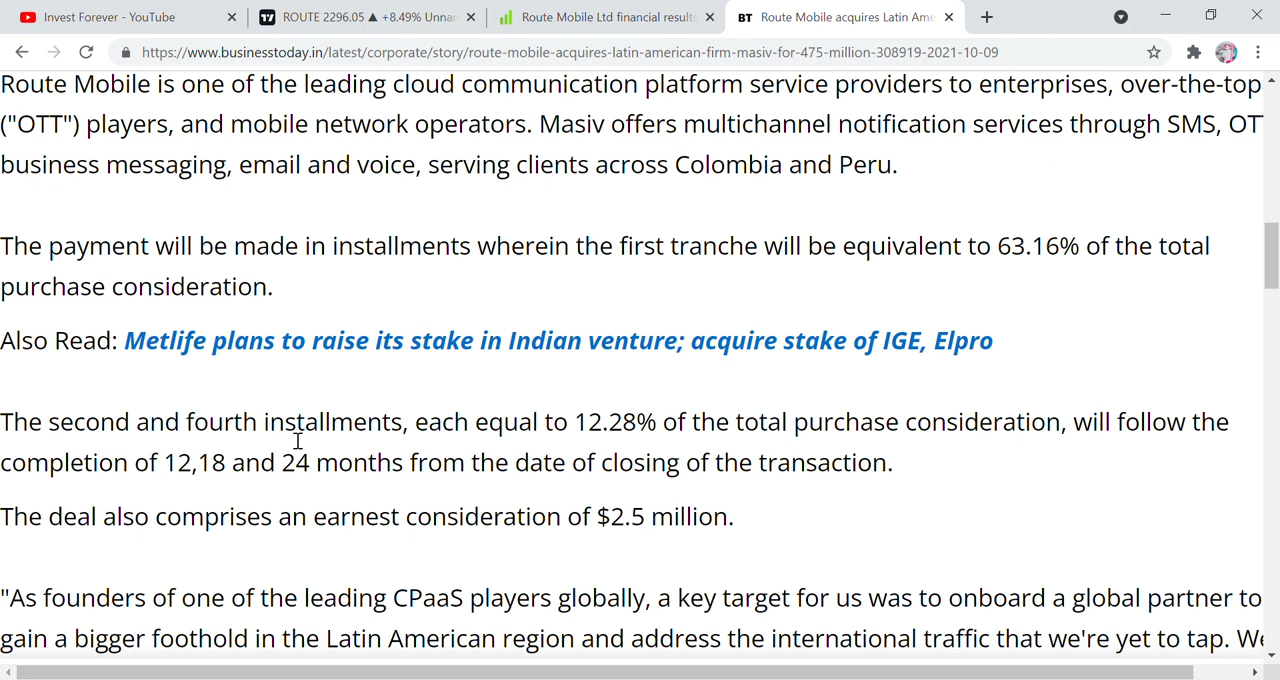 Invest Forever - YouTube
ROUTE 2296.05 ▲ +8.49% Unnar
Route Mobile Ltd financial results
BT Route Mobile acquires Latin Ame
https://www.businesstoday.in/latest/corporate/story/route-mobile-acquires-latin-american-firm-masiv-for-475-million-308919-2021-10-09
Route Mobile is one of the leading cloud communication platform service providers to enterprises, over-the-top
("OTT") players, and mobile network operators. Masiv offers multichannel notification services through SMS, OT
business messaging, email and voice, serving clients across Colombia and Peru.
The payment will be made in installments wherein the first tranche will be equivalent to 63.16% of the total
purchase consideration.
Also Read: Metlife plans to raise its stake in Indian venture; acquire stake of IGE, Elpro
The second and fourth installments, each equal to 12.28% of the total purchase consideration, will follow the
completion of 12,18 and 24 months from the date of closing of the transaction.
The deal also comprises an earnest consideration of $2.5 million.
"As founders of one of the leading CPaaS players globally, a key target for us was to onboard a global partner to
gain a bigger foothold in the Latin American region and address the international traffic that we're yet to tap. We